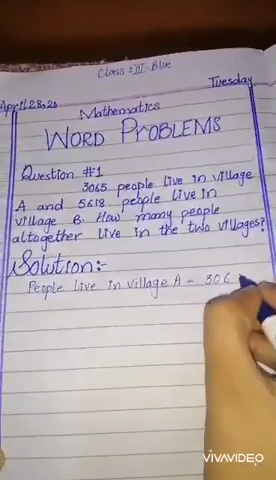 Class : III-Blue
Tuesday
April 28, 20
Mathematics
WORD PROBLEMS
Question #1
3065 people live in village
A and 5618 people live in
village B. How many people
altogether live in the two villages?
Solution:-
People Live in village A = 306
VIVAVIDEO